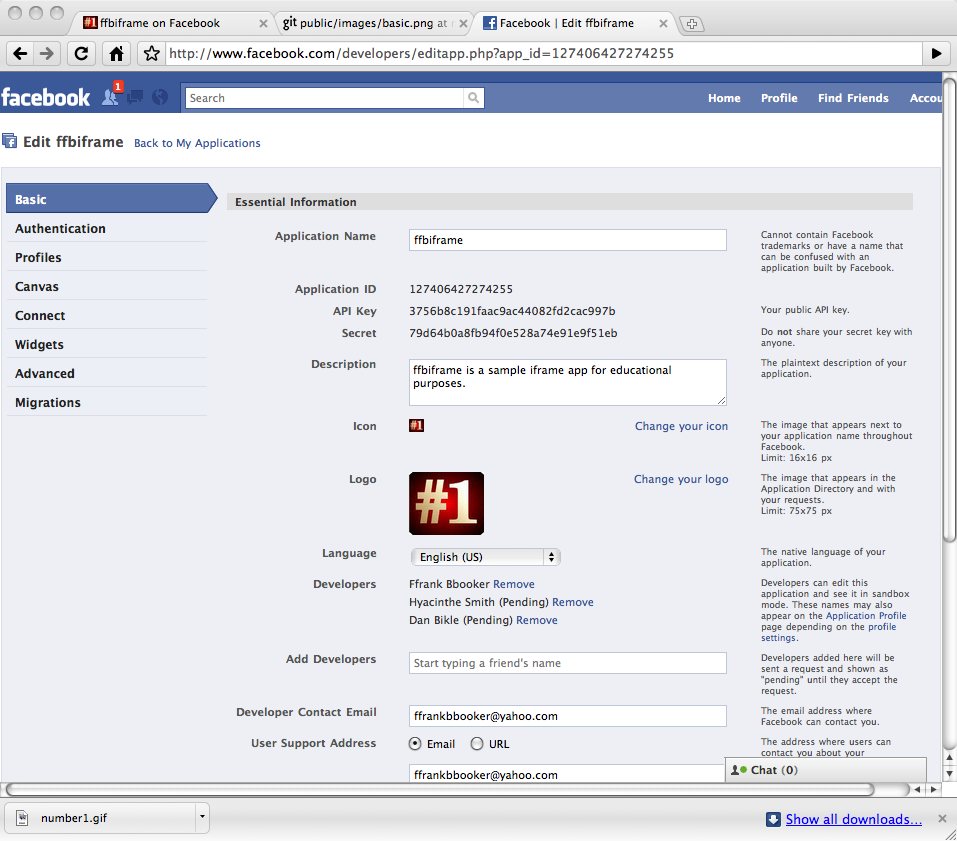 ffbiframe on Facebook
git public/images/basic.png at
Facebook | Edit ffbiframe
http://www.facebook.com/developers/editapp.php?app_id=127406427274255
facebook
1
Search
Home Profile Find Friends Accou
Edit ffbiframe Back to My Applications
Basic
Authentication
Profiles
Canvas
Connect
Widgets
Advanced
Migrations
Essential Information
Application Name
ffbiframe
Cannot contain Facebook
trademarks or have a name that
can be confused with an
application built by Facebook.
Application ID
127406427274255
API Key
3756b8c191faac9ac44082fd2cac997b
Your public API key.
Secret
79d64b0a8fb94f0e528a74e91e9f51eb
Do not share your secret key with
anyone.
Description
ffbiframe is a sample iframe app for educational
purposes.
The plaintext description of your
application.
Icon
#1
Change your icon
The image that appears next to
your application name throughout
Facebook.
Limit: 16x16 px
Logo
#1
Change your logo
The image that appears in the
Application Directory and with
your requests.
Limit: 75x75 px
Language
English (US)
The native language of your
application.
Developers
Ffrank Bbooker Remove
Hyacinthe Smith (Pending) Remove
Dan Bikle (Pending) Remove
Developers can edit this
application and see it in sandbox
mode. These names may also
appear on the Application Profile
page depending on the profile
settings.
Add Developers
Start typing a friend's name
Developers added here will be
sent a request and shown as
"pending" until they accept the
request.
Developer Contact Email
ffrankbbooker@yahoo.com
The email address where
Facebook can contact you.
User Support Address
Email URL
ffrankbbooker@yahoo.com
The address where users can
contact you about your
Chat (0)
number1.gif
Show all downloads...